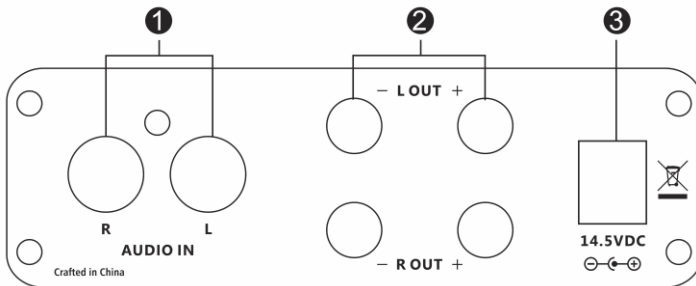 1 2 3
− L OUT +
R L
AUDIO IN
− R OUT +
14.5VDC
Crafted in China